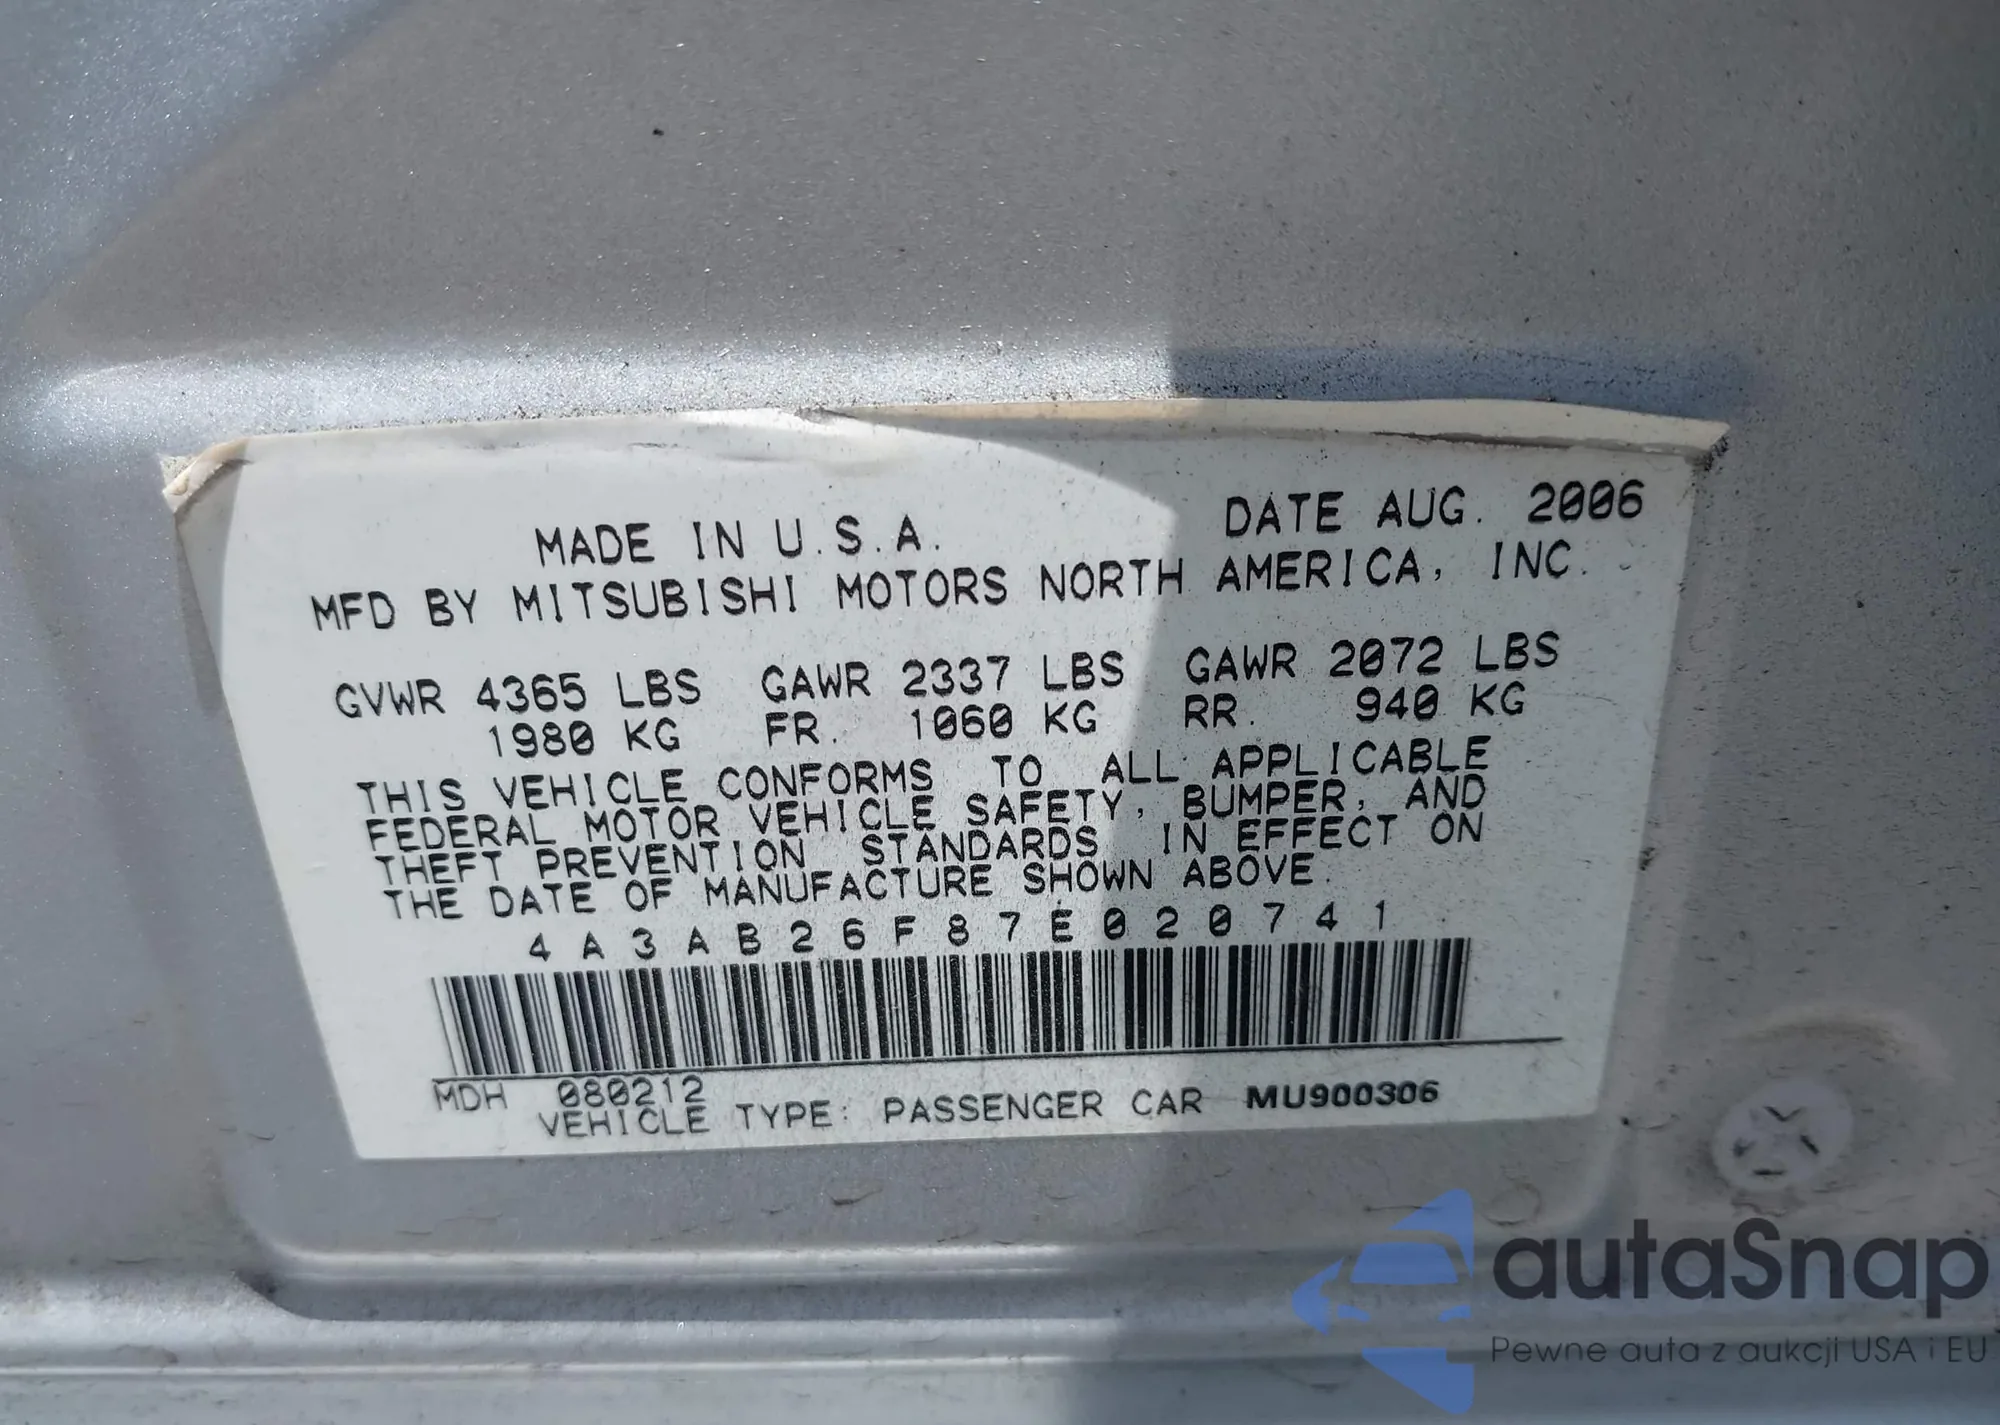 MADE IN U.S.A. DATE AUG. 2006
MFD BY MITSUBISHI MOTORS NORTH AMERICA, INC.
GVWR 4365 LBS GAWR 2337 LBS GAWR 2072 LBS
1980 KG FR. 1060 KG RR. 940 KG
THIS VEHICLE CONFORMS TO ALL APPLICABLE
FEDERAL MOTOR VEHICLE SAFETY, BUMPER, AND
THEFT PREVENTION STANDARDS IN EFFECT ON
THE DATE OF MANUFACTURE SHOWN ABOVE.
4A3AB26F87E020741
MDH 080212
VEHICLE TYPE: PASSENGER CAR MU900306
autaSnap
Pewne auta z aukcji USA i EU